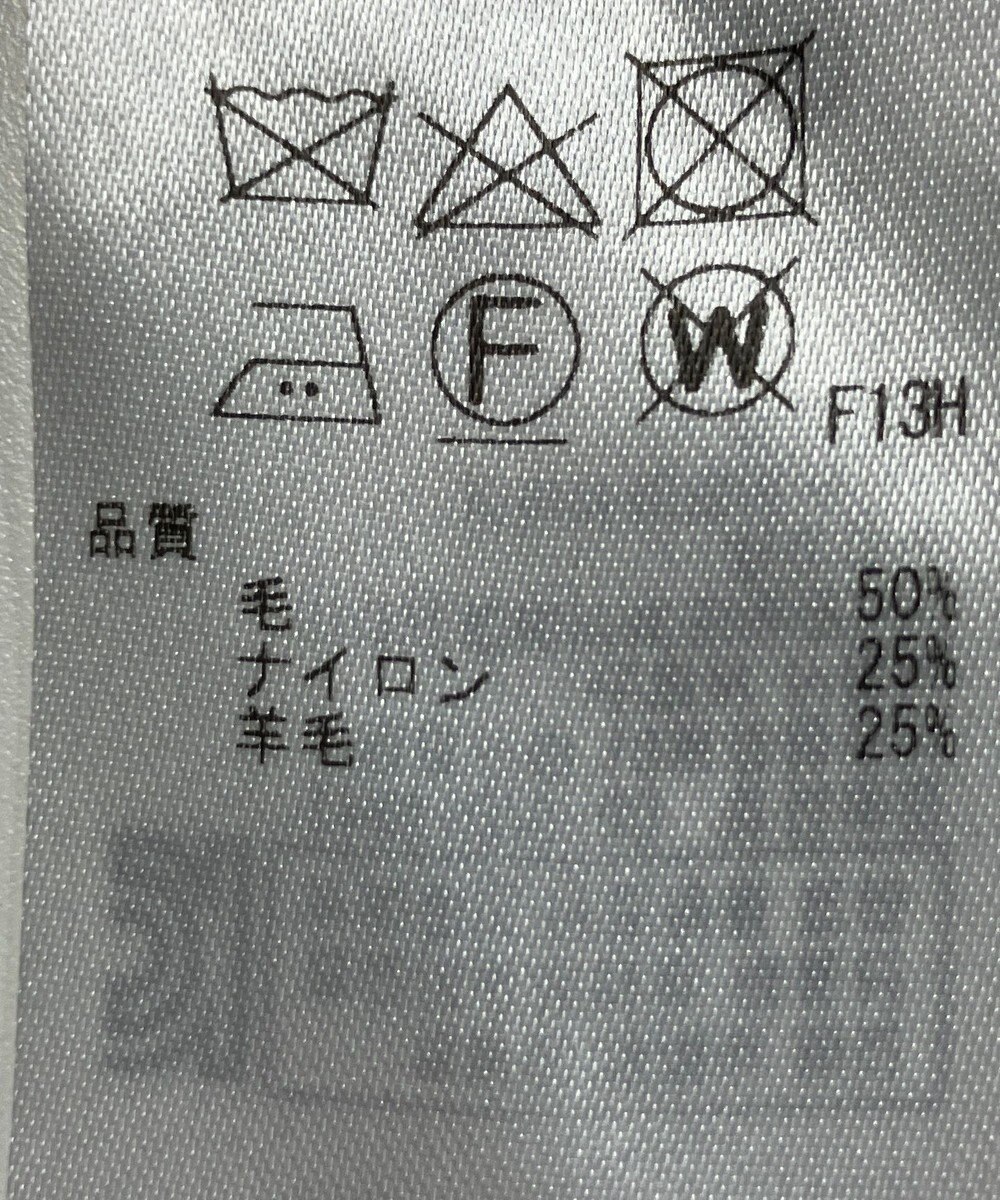 F W F13H
品質
毛 50%
ナイロン 25%
羊毛 25%